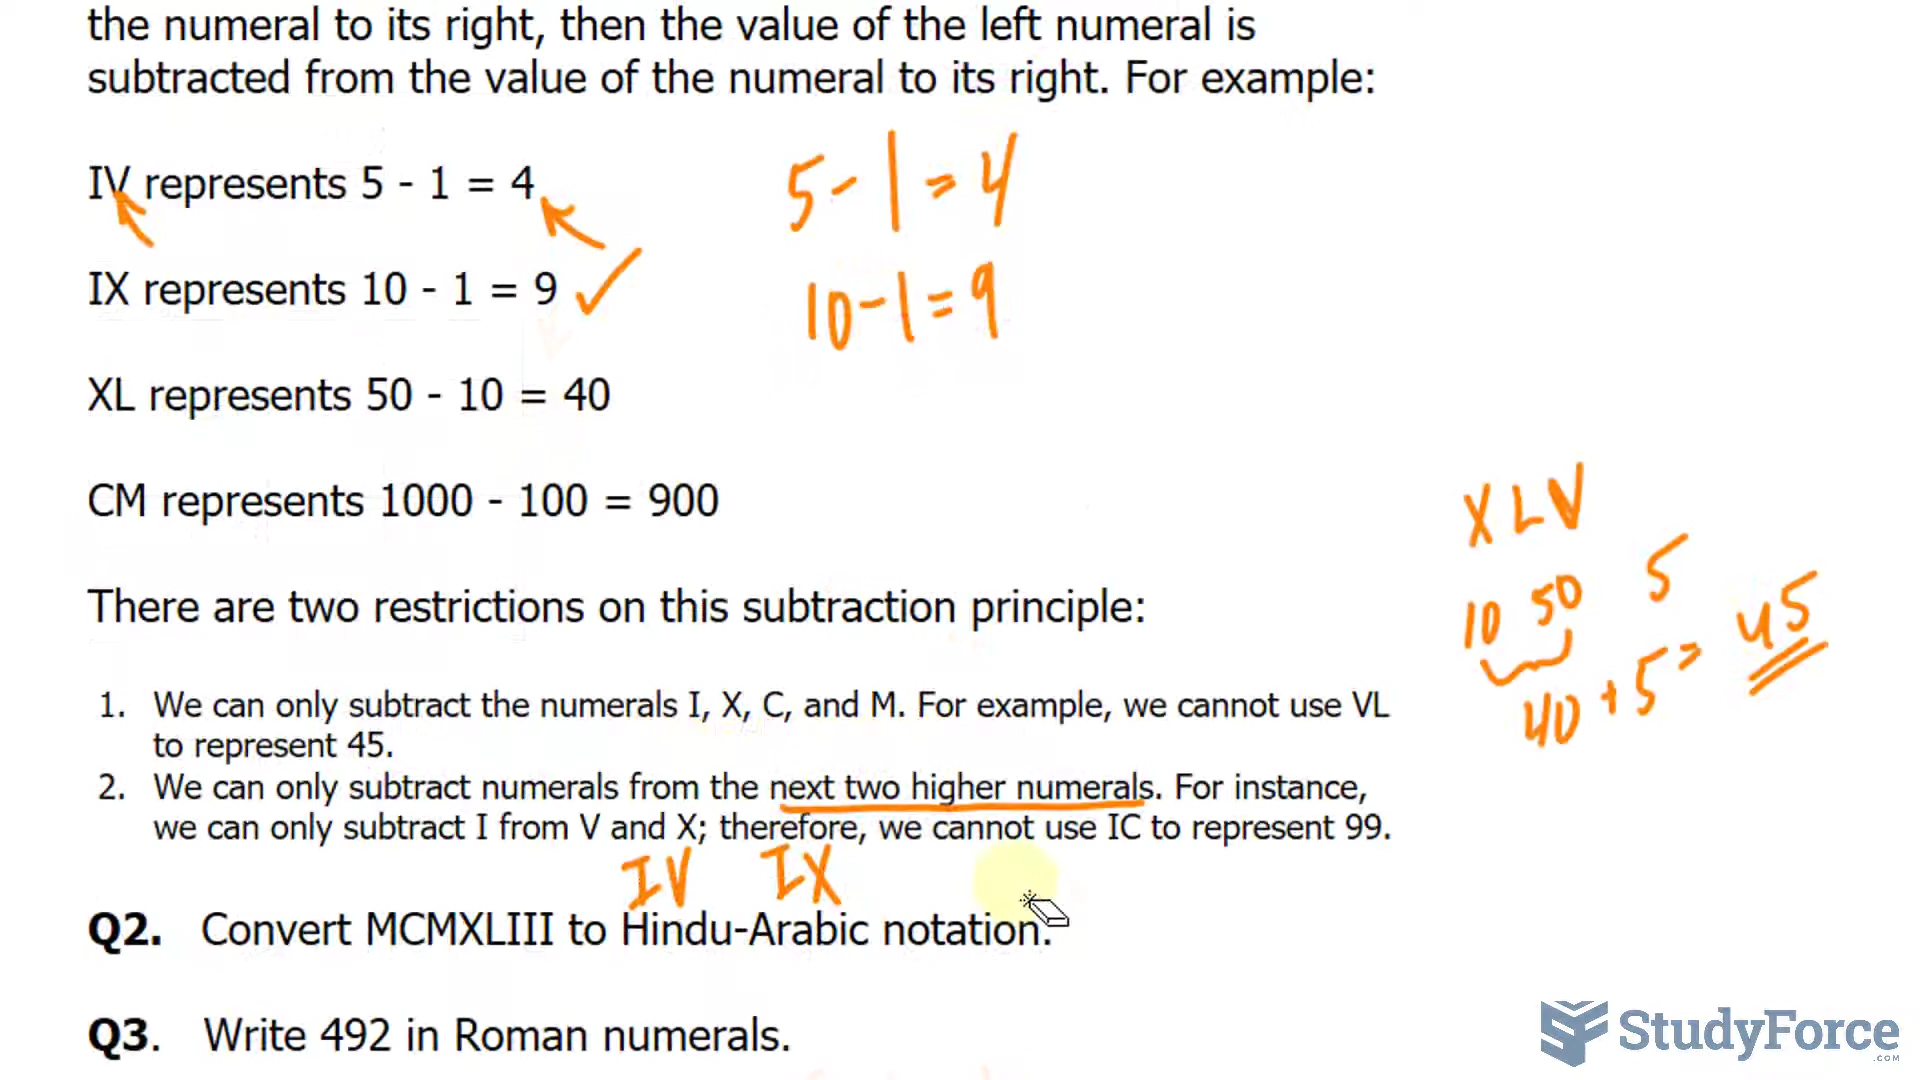 the numeral to its right, then the value of the left numeral is
subtracted from the value of the numeral to its right. For example:
IV represents 5 - 1 = 4
5 - 1 = 4
IX represents 10 - 1 = 9
10 - 1 = 9
XL represents 50 - 10 = 40
CM represents 1000 - 100 = 900
XLV
10 50 5
40 + 5 = 45
There are two restrictions on this subtraction principle:
1. We can only subtract the numerals I, X, C, and M. For example, we cannot use VL
to represent 45.
2. We can only subtract numerals from the next two higher numerals. For instance,
we can only subtract I from V and X; therefore, we cannot use IC to represent 99.
IV IX
Q2. Convert MCMXLIII to Hindu-Arabic notation.
Q3. Write 492 in Roman numerals.
StudyForce
.COM